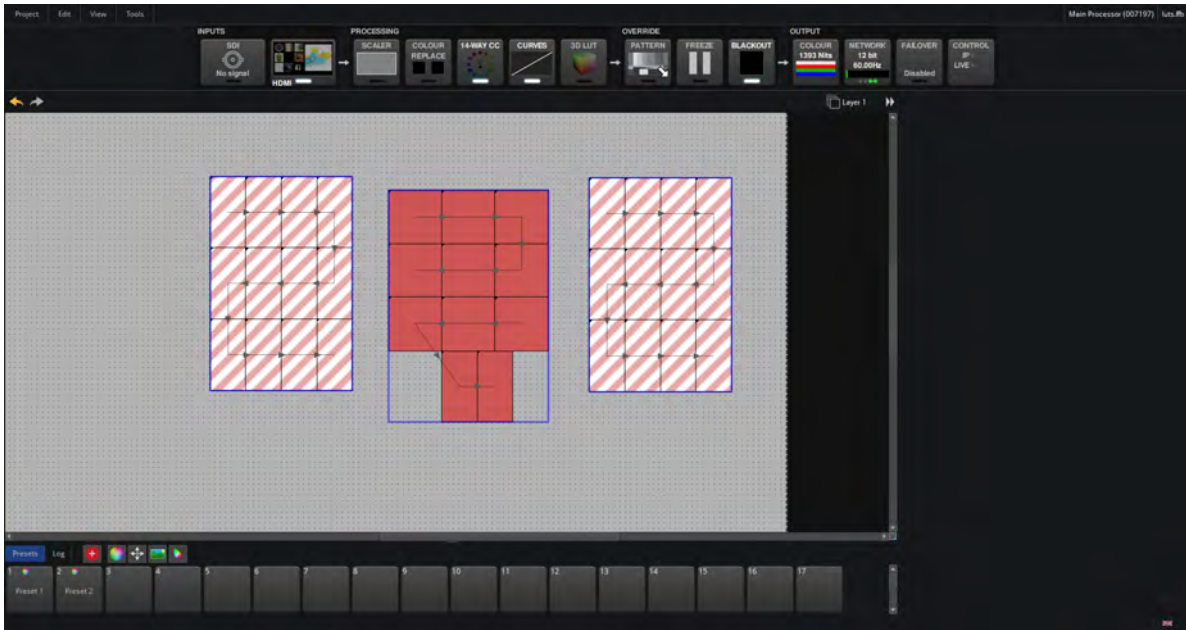 Project Edit View Tools Main Processor (007197) luts.ffb
INPUTS PROCESSING OVERRIDE OUTPUT
SDI
No signal
HDMI
SCALER
COLOUR
REPLACE
14-WAY CC
CURVES
3D LUT
PATTERN
FREEZE
BLACKOUT
COLOUR
1393 Nits
NETWORK
12 bit
60.00Hz
FAILOVER
Disabled
CONTROL
IP -
LIVE -
Layer 1
Presets Log
1 2 3 4 5 6 7 8 9 10 11 12 13 14 15 16 17
Preset 1 Preset 2